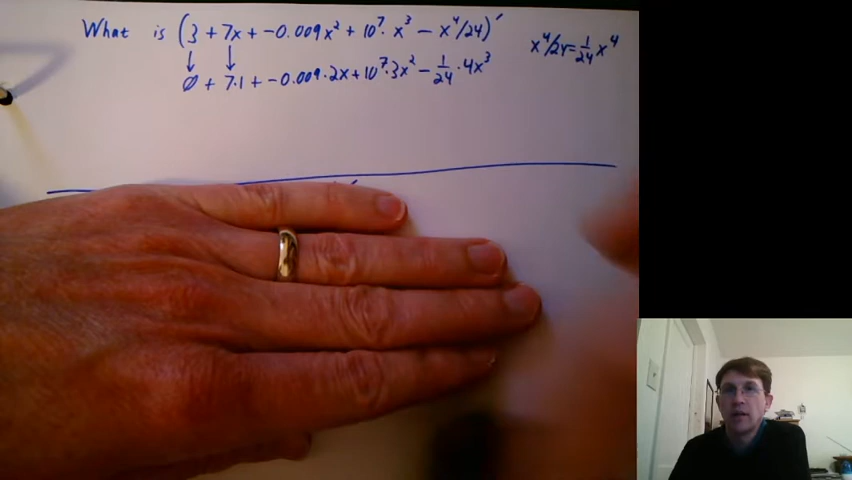 What is (3 + 7x + -0.009x² + 10⁷· x³ - x⁴/24)′
x⁴/24 = 1/24 x⁴
↓ ↓
0 + 7·1 + -0.009·2x + 10⁷·3x² - 1/24 · 4x³